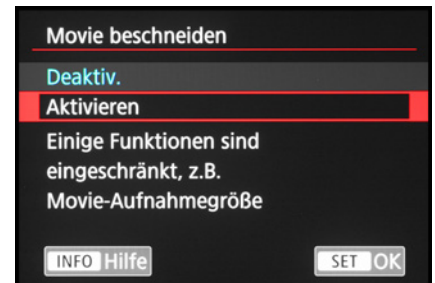 Movie beschneiden
Deaktiv.
Aktivieren
Einige Funktionen sind
eingeschränkt, z.B.
Movie-Aufnahmegröße
INFO Hilfe
SET OK